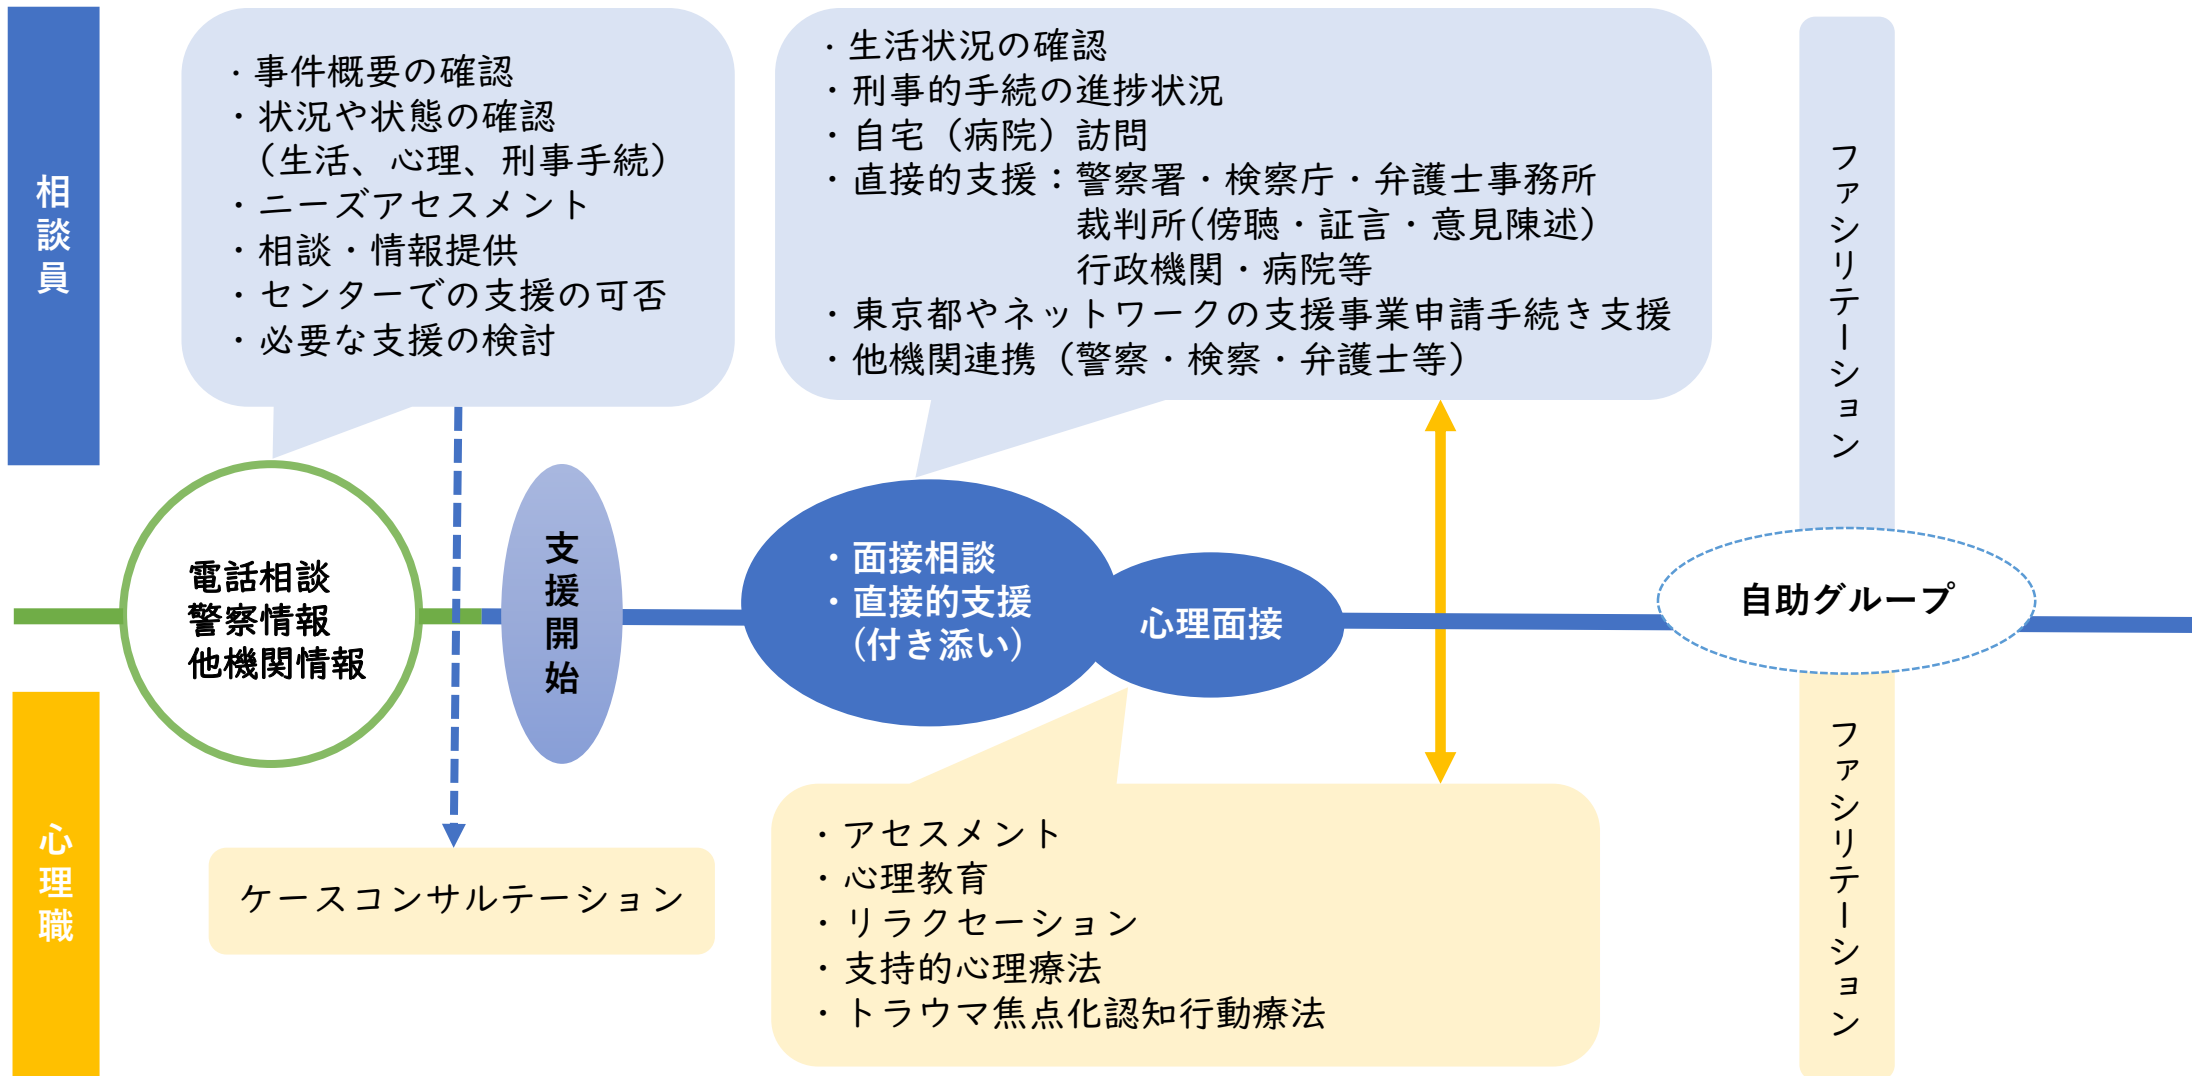 相談員
・事件概要の確認
・状況や状態の確認
（生活、心理、刑事手続）
・ニーズアセスメント
・相談・情報提供
・センターでの支援の可否
・必要な支援の検討
・生活状況の確認
・刑事的手続の進捗状況
・自宅（病院）訪問
・直接的支援：警察署・検察庁・弁護士事務所
裁判所(傍聴・証言・意見陳述)
行政機関・病院等
・東京都やネットワークの支援事業申請手続き支援
・他機関連携（警察・検察・弁護士等）
ファシリテーション
電話相談
警察情報
他機関情報
支援開始
・面接相談
・直接的支援
(付き添い)
心理面接
自助グループ
心理職
ケースコンサルテーション
・アセスメント
・心理教育
・リラクセーション
・支持的心理療法
・トラウマ焦点化認知行動療法
ファシリテーション